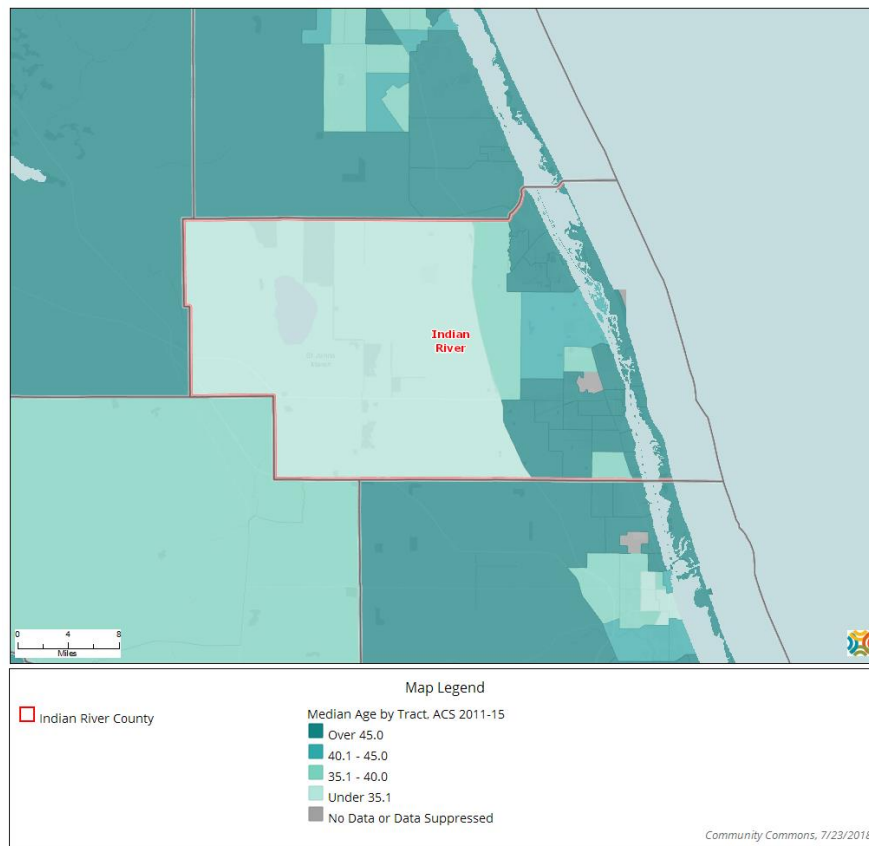 Indian
River
0 4 8
Miles
Map Legend
Indian River County
Median Age by Tract, ACS 2011-15
Over 45.0
40.1 - 45.0
35.1 - 40.0
Under 35.1
No Data or Data Suppressed
Community Commons, 7/23/2018